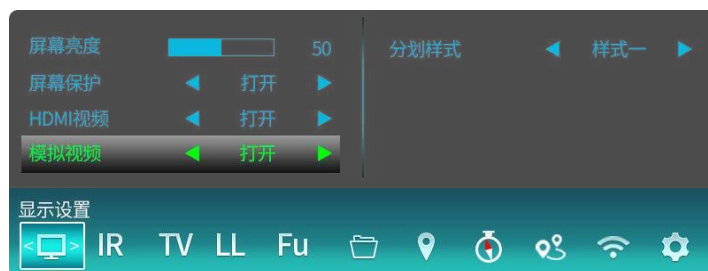 屏幕亮度 50
屏幕保护 打开
HDMI视频 打开
模拟视频 打开
分划样式 样式一
显示设置
IR TV LL Fu